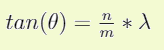 tan(θ) = n/m * λ